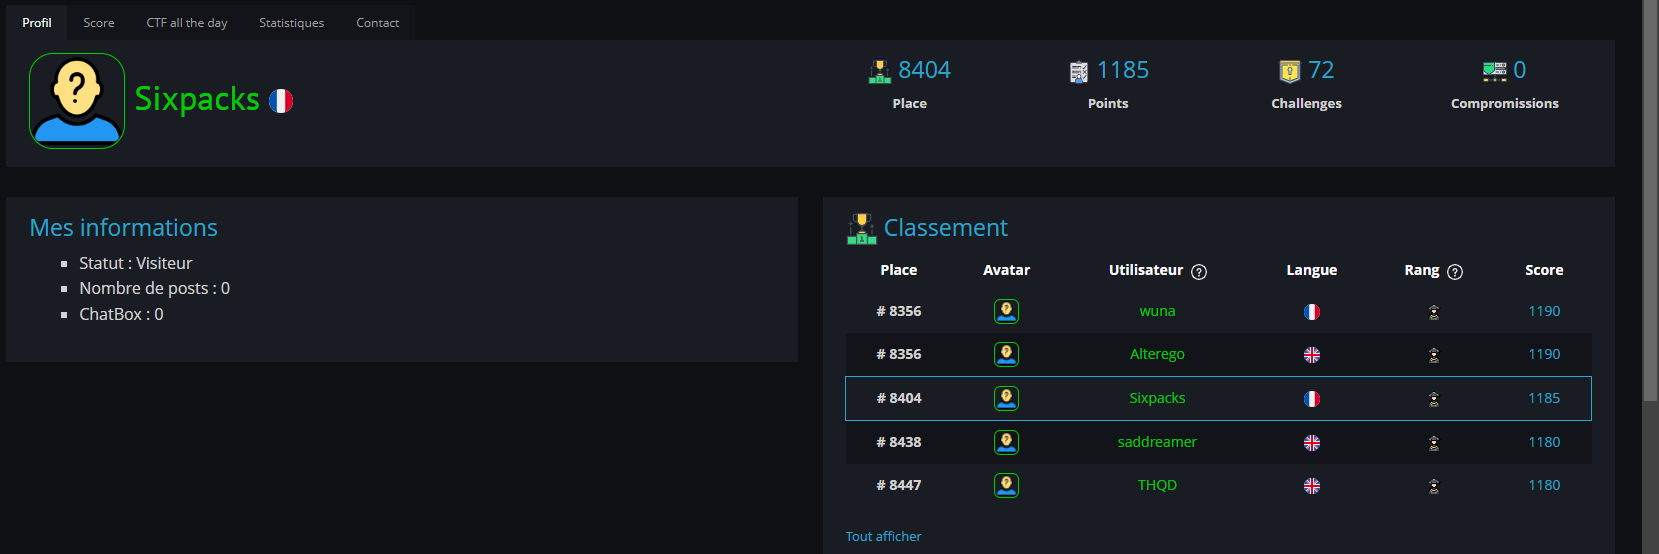 Profil Score CTF all the day Statistiques Contact
Sixpacks
8404 1185 72 0
Place Points Challenges Compromissions
Mes informations
Statut : Visiteur
Nombre de posts : 0
ChatBox : 0
Classement
Place Avatar Utilisateur ? Langue Rang ? Score
# 8356 wuna 1190
# 8356 Alterego 1190
# 8404 Sixpacks 1185
# 8438 saddreamer 1180
# 8447 THQD 1180
Tout afficher